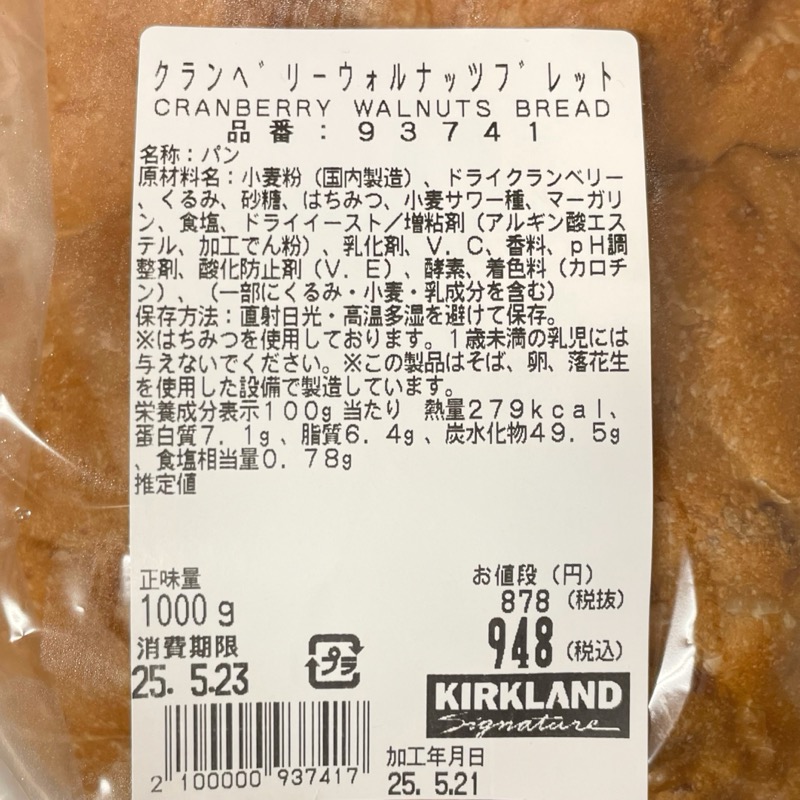 クランベリーウォルナッツブレット
CRANBERRY WALNUTS BREAD
品番：93741
名称：パン
原材料名：小麦粉（国内製造）、ドライクランベリー
、くるみ、砂糖、はちみつ、小麦サワー種、マーガリ
ン、食塩、ドライイースト／増粘剤（アルギン酸エス
テル、加工でん粉）、乳化剤、V．C、香料、pH調
整剤、酸化防止剤（V．E）、酵素、着色料（カロチ
ン）、（一部にくるみ・小麦・乳成分を含む）
保存方法：直射日光・高温多湿を避けて保存。
※はちみつを使用しております。1歳未満の乳児には
与えないでください。※この製品はそば、卵、落花生
を使用した設備で製造しています。
栄養成分表示100g当たり　熱量279kcal、
蛋白質7．1g、脂質6．4g、炭水化物49．5g
、食塩相当量0．78g
推定値
正味量
1000g
お値段（円）
878（税抜）
948（税込）
消費期限
25. 5.23
プラ
KIRKLAND
Signature
2 100000 937417
加工年月日
25. 5.21